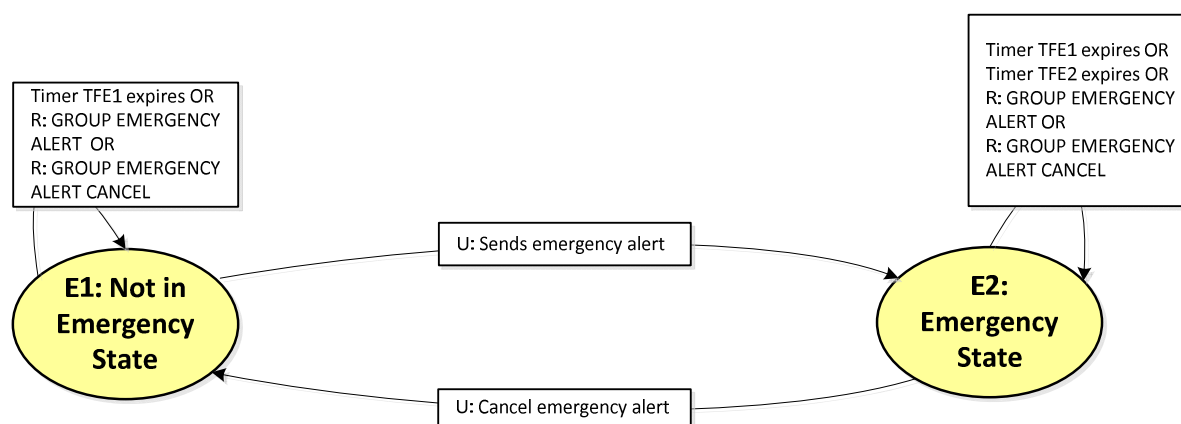 Timer TFE1 expires OR
R: GROUP EMERGENCY
ALERT OR
R: GROUP EMERGENCY
ALERT CANCEL
Timer TFE1 expires OR
Timer TFE2 expires OR
R: GROUP EMERGENCY
ALERT OR
R: GROUP EMERGENCY
ALERT CANCEL
U: Sends emergency alert
E1: Not in
Emergency
State
E2:
Emergency
State
U: Cancel emergency alert